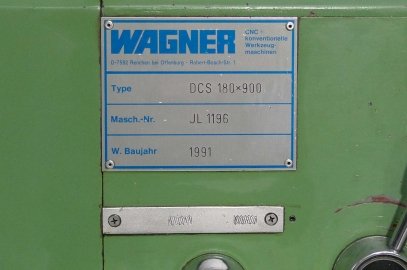 WAGNER
CNC +
konventionelle
Werkzeug-
maschinen
D-7592 Renchen bei Offenburg · Robert-Bosch-Str. 1
Type DCS 180×900
Masch.-Nr. JL 1196
W. Baujahr 1991